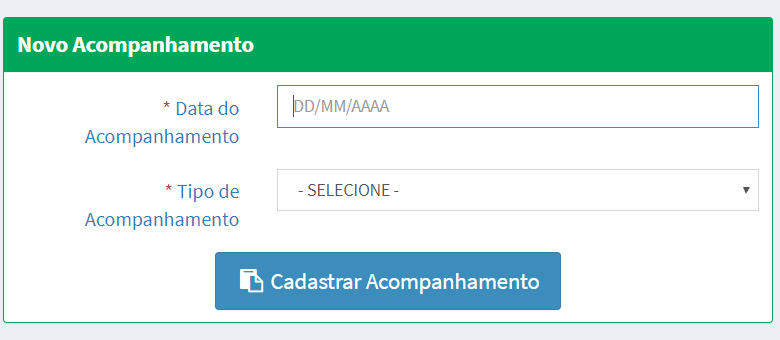 Novo Acompanhamento
* Data do
Acompanhamento
DD/MM/AAAA
* Tipo de
Acompanhamento
- SELECIONE -
Cadastrar Acompanhamento